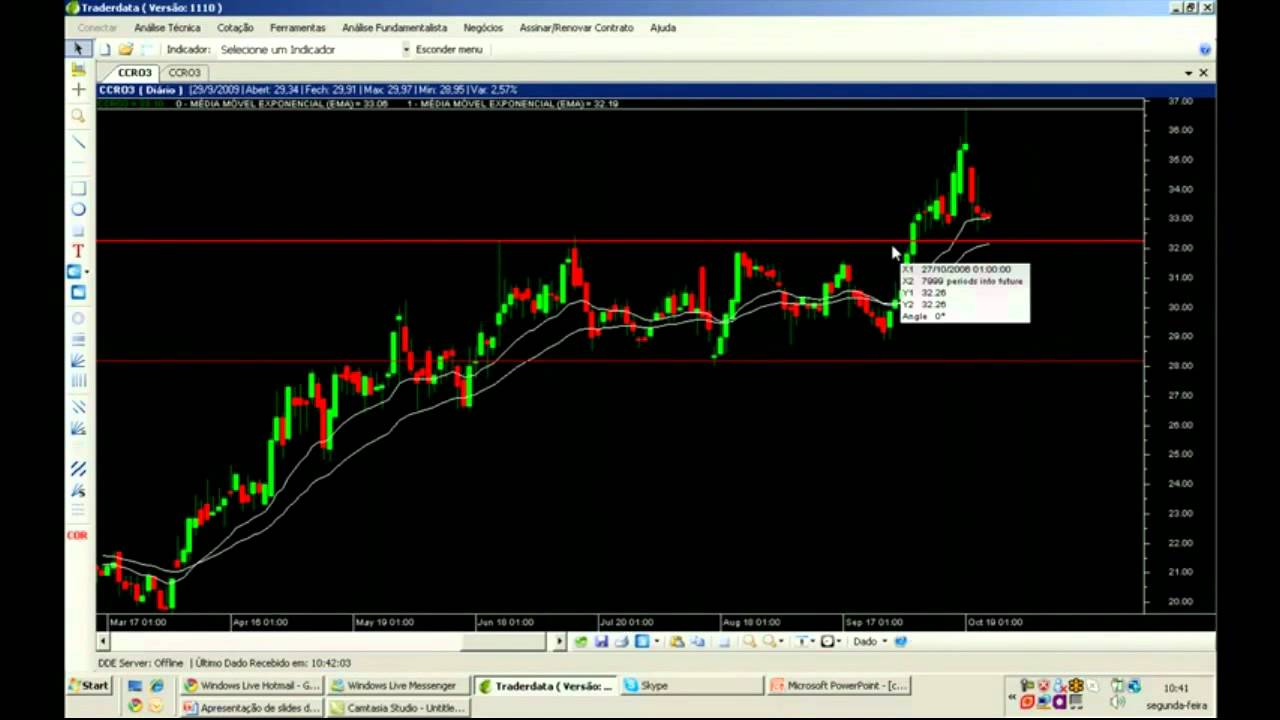 Traderdata ( Versão: 1110 )
Conectar Análise Técnica Cotação Ferramentas Análise Fundamentalista Negócios Assinar/Renovar Contrato Ajuda
Indicador: Selecione um Indicador Esconder menu
CCRO3 CCRO3
CCRO3 ( Diário ) |29/9/2009| Abert: 29,34 | Fech: 29,91 | Max: 29,97 | Min: 28,95 | Var: 2,57%
CCRO3 = 33.10 0 - MÉDIA MÓVEL EXPONENCIAL (EMA) = 33.06 1 - MÉDIA MÓVEL EXPONENCIAL (EMA) = 32.19
37.00
36.00
35.00
34.00
33.00
32.00
31.00
30.00
29.00
28.00
27.00
26.00
25.00
24.00
23.00
22.00
21.00
20.00
X1 27/10/2006 01:00:00
X2 7999 periods into future
Y1 32.26
Y2 32.26
Angle 0°
T
COR
Mar 17 01:00 Apr 16 01:00 May 19 01:00 Jun 18 01:00 Jul 20 01:00 Aug 18 01:00 Sep 17 01:00 Oct 19 01:00
Dado
DDE Server: Offline | Último Dado Recebido em: 10:42:03
Start Windows Live Hotmail - G... Windows Live Messenger Traderdata ( Versão: ... Skype Microsoft PowerPoint - [c... 10:41
Apresentação de slides d... Camtasia Studio - Untitle... segunda-feira